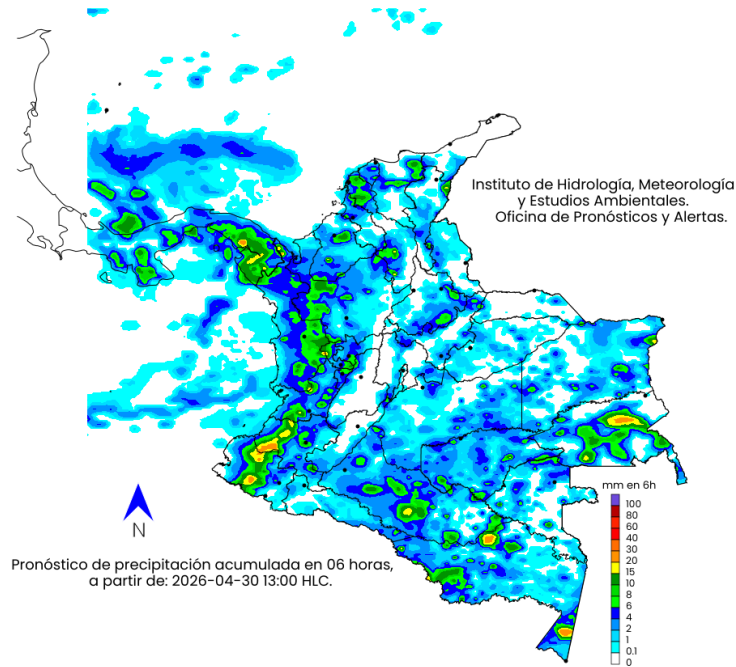 Instituto de Hidrología, Meteorología
y Estudios Ambientales.
Oficina de Pronósticos y Alertas.
N
Pronóstico de precipitación acumulada en 06 horas,
a partir de: 2026-04-30 13:00 HLC.
mm en 6h
100
80
60
40
30
20
15
10
8
6
4
2
1
0.1
0